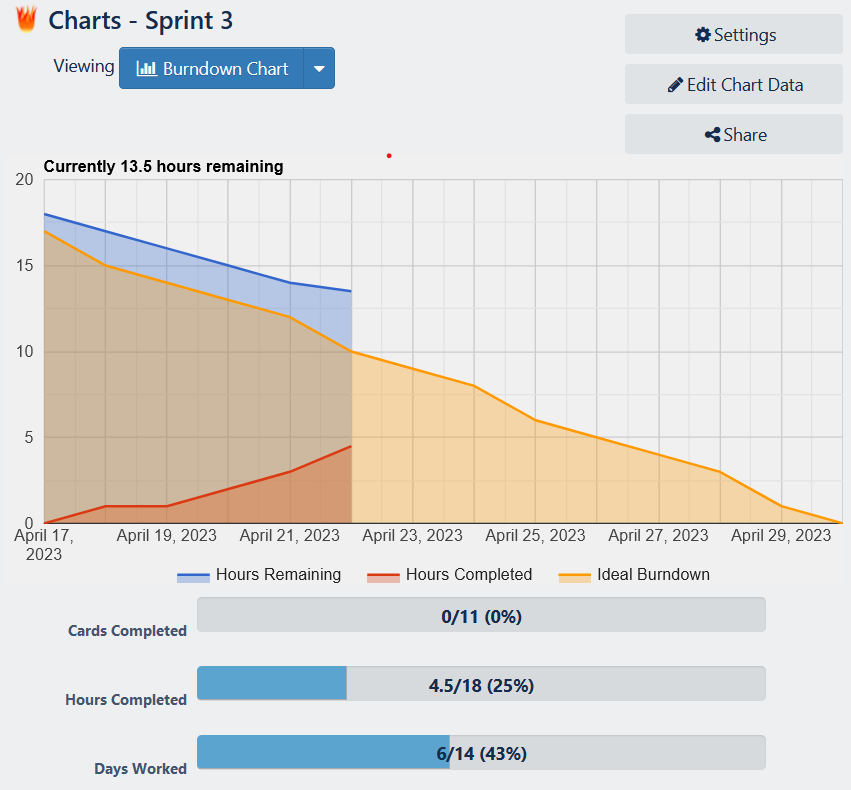 Charts - Sprint 3
Viewing
Burndown Chart
Settings
Edit Chart Data
Share
Currently 13.5 hours remaining
20
15
10
5
0
April 17, 2023
April 19, 2023
April 21, 2023
April 23, 2023
April 25, 2023
April 27, 2023
April 29, 2023
Hours Remaining
Hours Completed
Ideal Burndown
Cards Completed
0/11 (0%)
Hours Completed
4.5/18 (25%)
Days Worked
6/14 (43%)